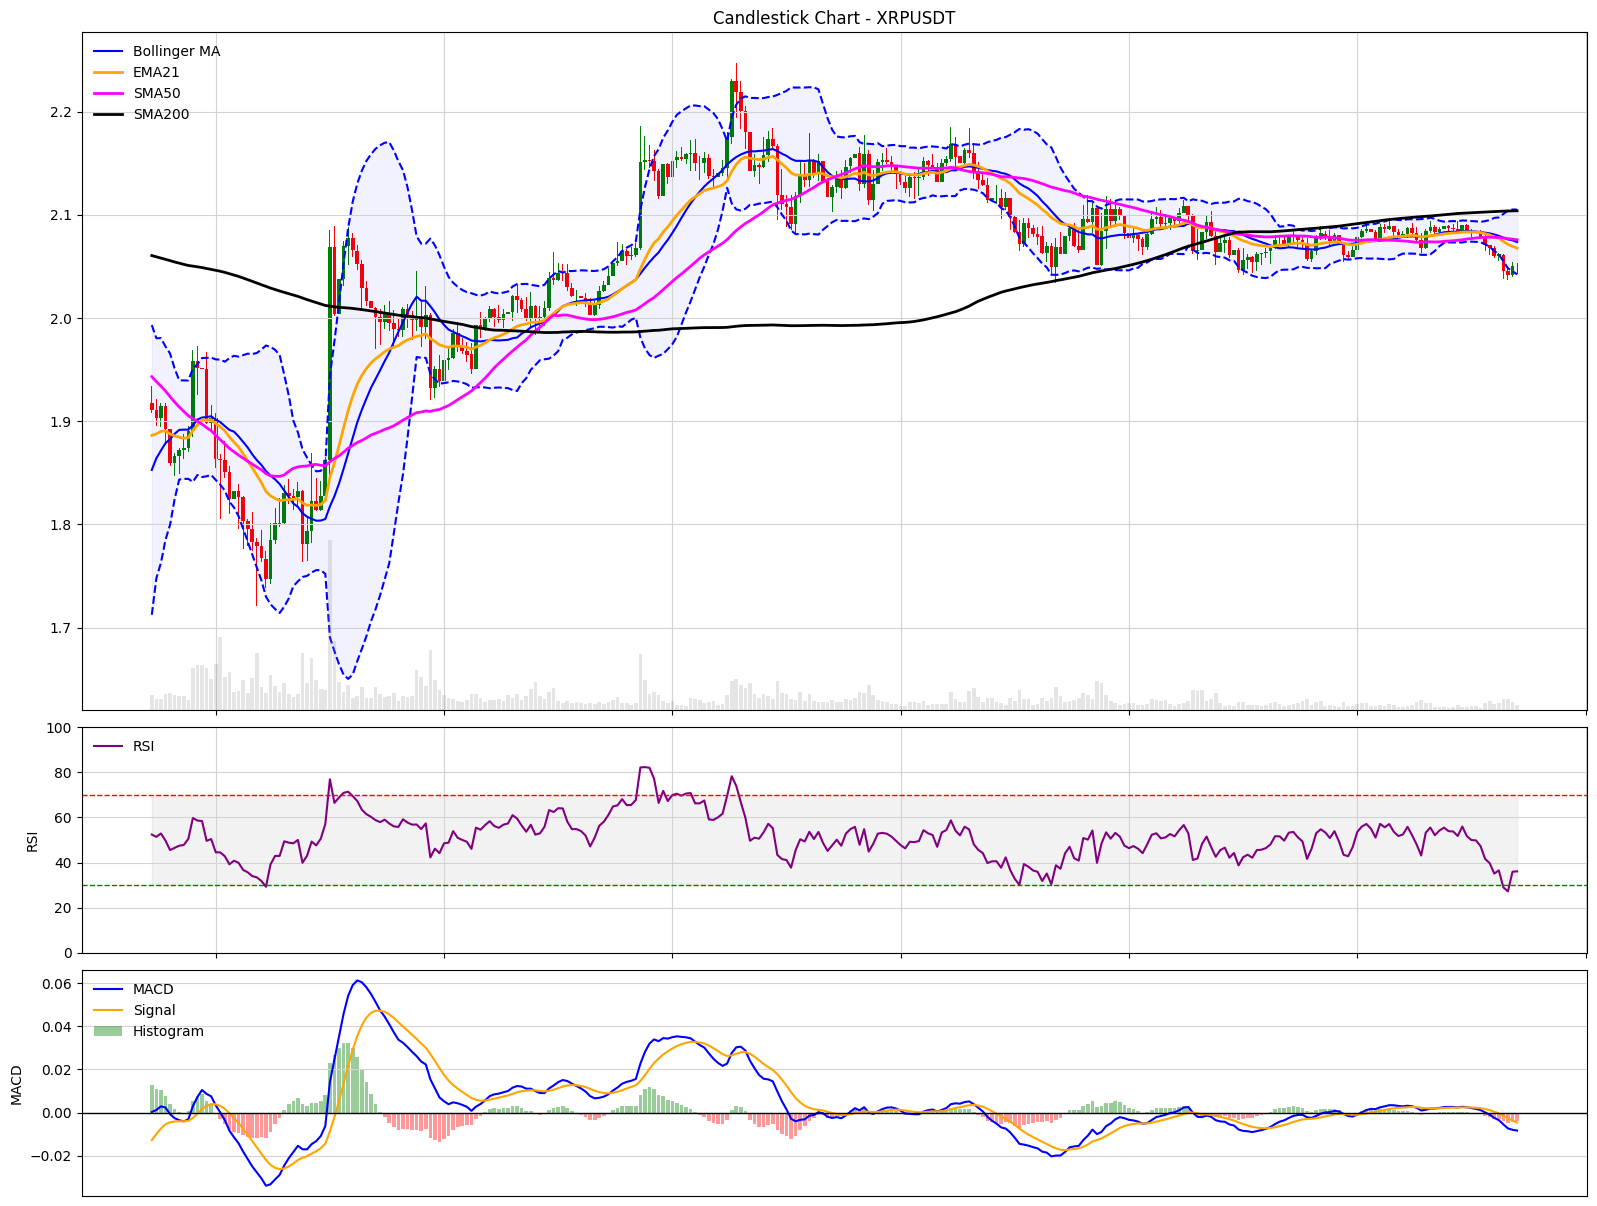 Candlestick Chart - XRPUSDT
Bollinger MA
EMA21
SMA50
SMA200
2.2
2.1
2.0
1.9
1.8
1.7
100
RSI
80
60
RSI
40
20
0
0.06
MACD
Signal
0.04
Histogram
0.02
MACD
0.00
−0.02